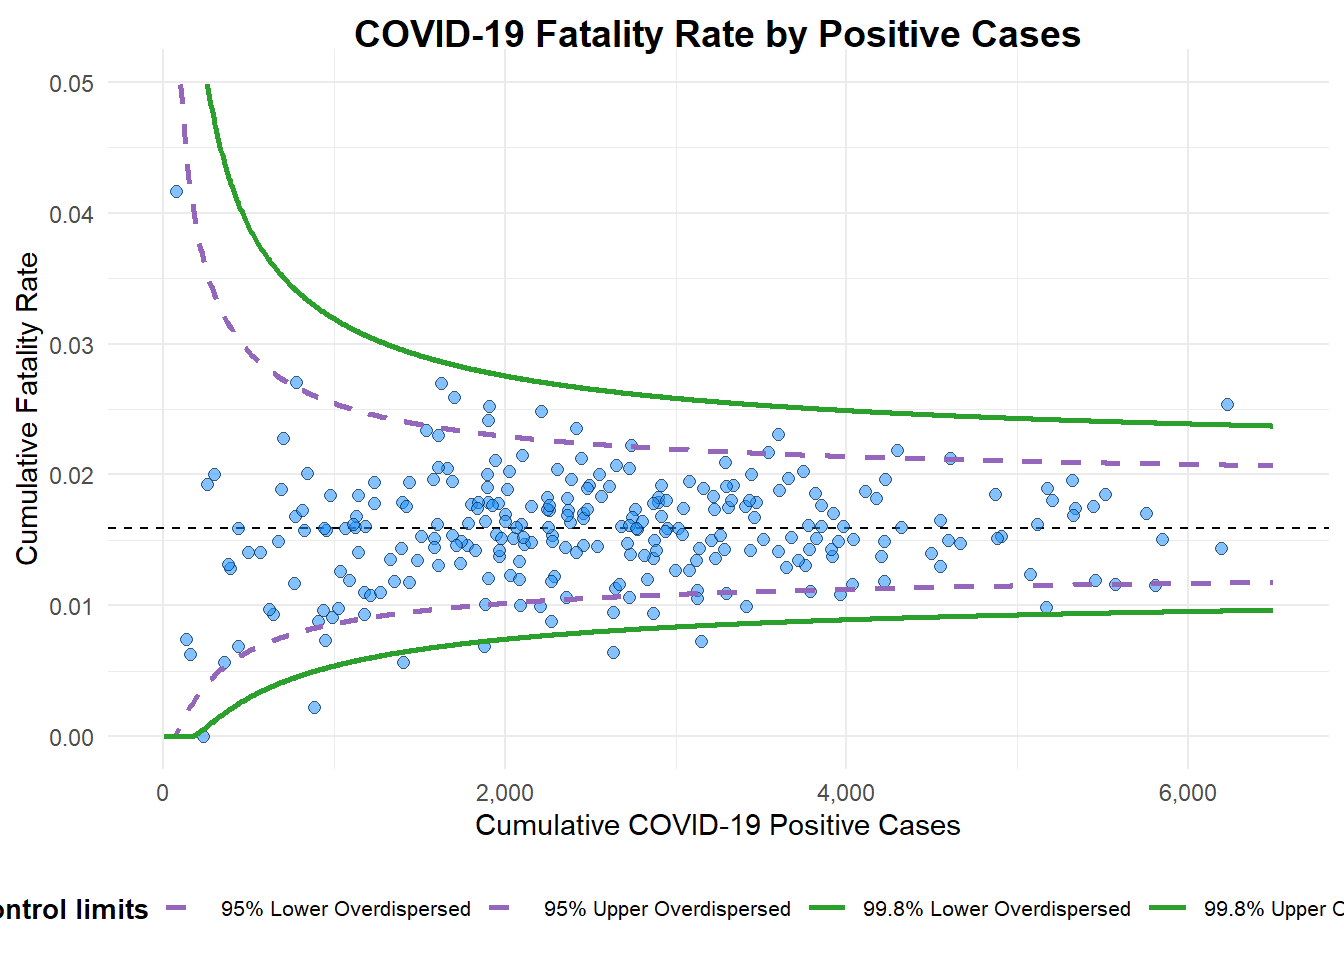 COVID-19 Fatality Rate by Positive Cases
0.05
0.04
0.03
0.02
0.01
0.00
Cumulative Fatality Rate
0 2,000 4,000 6,000
Cumulative COVID-19 Positive Cases
ontrol limits 95% Lower Overdispersed 95% Upper Overdispersed 99.8% Lower Overdispersed 99.8% Upper O